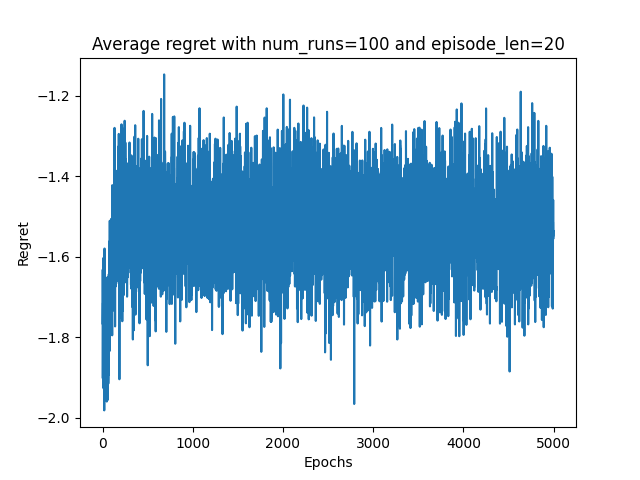 Average regret with num_runs=100 and episode_len=20
−1.2
−1.4
−1.6
−1.8
−2.0
Regret
0 1000 2000 3000 4000 5000
Epochs